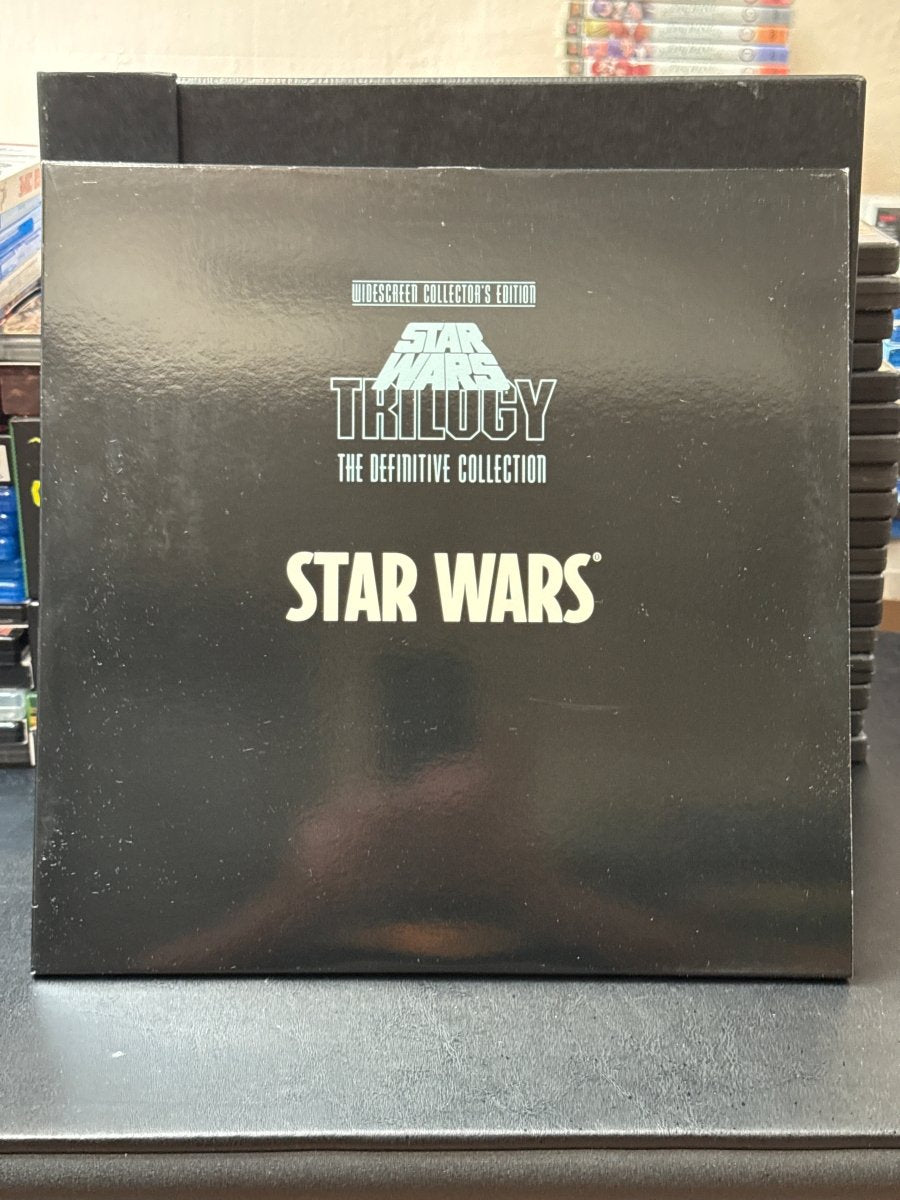 WIDESCREEN COLLECTOR'S EDITION
STAR
WARS
TRILOGY
THE DEFINITIVE COLLECTION
STAR WARS®